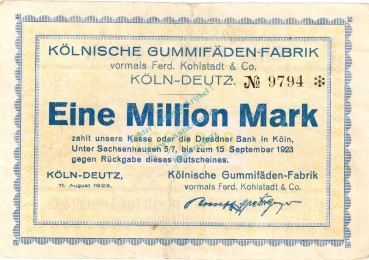 KÖLNISCHE GUMMIFÄDEN-FABRIK
vormals Ferd. Kohlstadt & Co.
KÖLN-DEUTZ. № 9794 *
Eine Million Mark
zahlt unsere Kasse oder die Dresdner Bank in Köln,
Unter Sachsenhausen 5/7, bis zum 15 September 1923
gegen Rückgabe dieses Gutscheines.
KÖLN-DEUTZ,
11. August 1923.
Kölnische Gummifäden-Fabrik
vormals Ferd. Kohlstadt & Co.